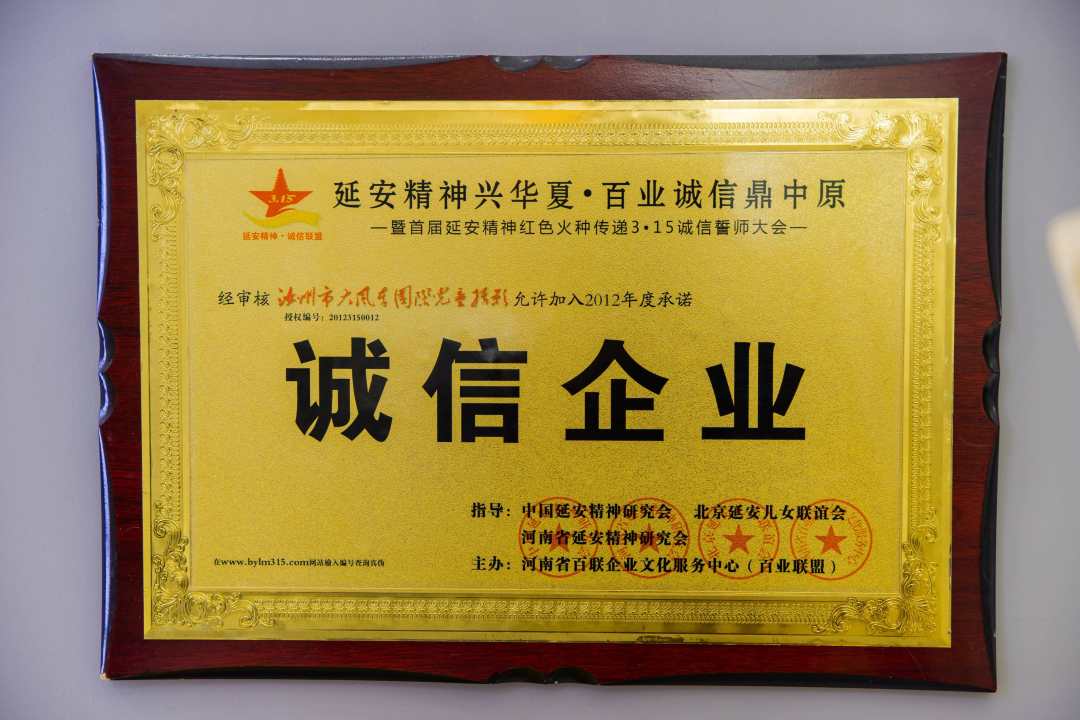 3.15
延安精神·诚信联盟
延安精神兴华夏·百业诚信鼎中原
—暨首届延安精神红色火种传递3·15诚信誓师大会—
经审核 汝州市大风车国际儿童摄影 允许加入2012年度承诺
授权编号：20123150012
诚信企业
指导：中国延安精神研究会 北京延安儿女联谊会
河南省延安精神研究会
在www.bylm315.com网站输入编号查询真伪
主办：河南省百联企业文化服务中心（百业联盟）